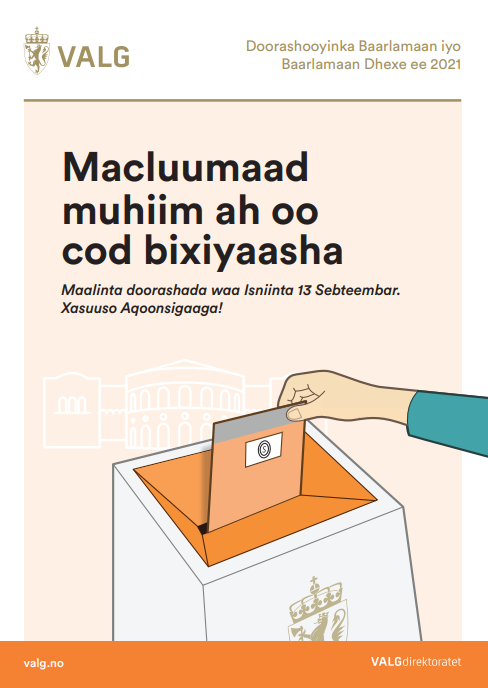 VALG
Doorashooyinka Baarlamaan iyo
Baarlamaan Dhexe ee 2021
Macluumaad
muhiim ah oo
cod bixiyaasha
Maalinta doorashada waa Isniinta 13 Sebteembar.
Xasuuso Aqoonsigaaga!
valg.no
VALGdirektoratet